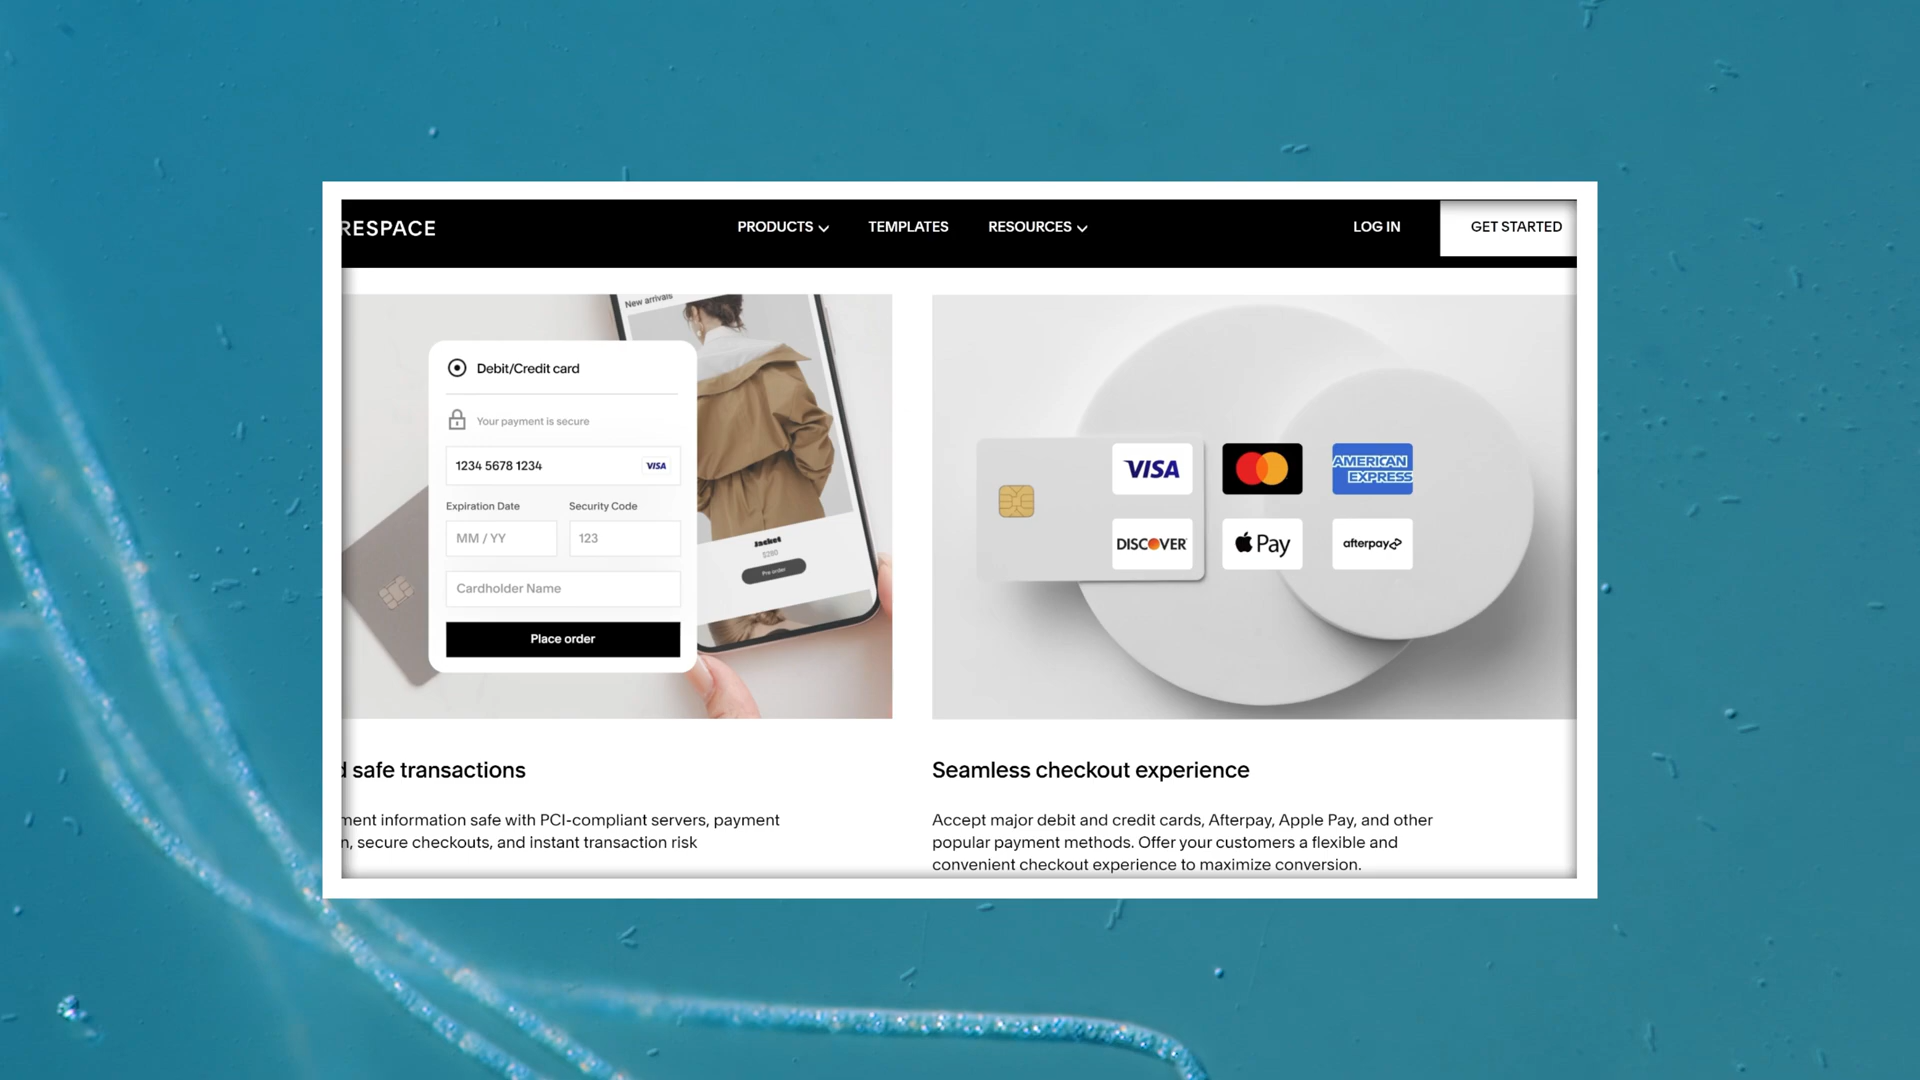 RESPACE
PRODUCTS
TEMPLATES
RESOURCES
LOG IN
GET STARTED
New arrivals
Debit/Credit card
Your payment is secure
1234 5678 1234
VISA
Expiration Date
Security Code
MM / YY
123
Cardholder Name
Place order
Jacket
$280
Pre order
VISA
AMERICAN
EXPRESS
DISCOVER
Pay
afterpay
d safe transactions
ment information safe with PCI-compliant servers, payment
n, secure checkouts, and instant transaction risk
Seamless checkout experience
Accept major debit and credit cards, Afterpay, Apple Pay, and other
popular payment methods. Offer your customers a flexible and
convenient checkout experience to maximize conversion.